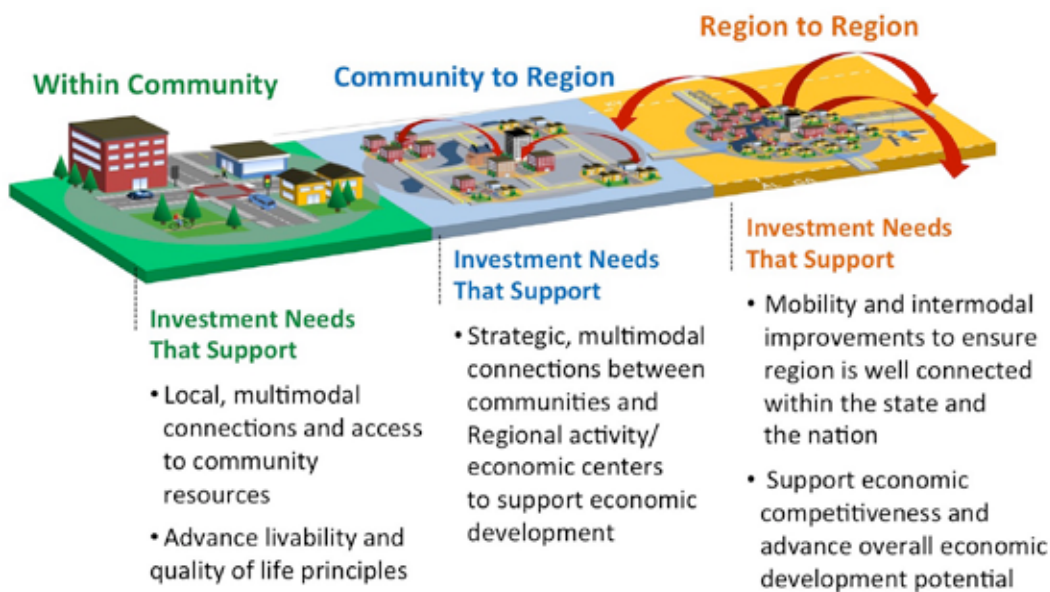 Within Community
Community to Region
Region to Region
Investment Needs
That Support
• Local, multimodal
connections and access
to community
resources
• Advance livability and
quality of life principles
Investment Needs
That Support
• Strategic, multimodal
connections between
communities and
Regional activity/
economic centers
to support economic
development
Investment Needs
That Support
• Mobility and intermodal
improvements to ensure
region is well connected
within the state and
the nation
• Support economic
competitiveness and
advance overall economic
development potential